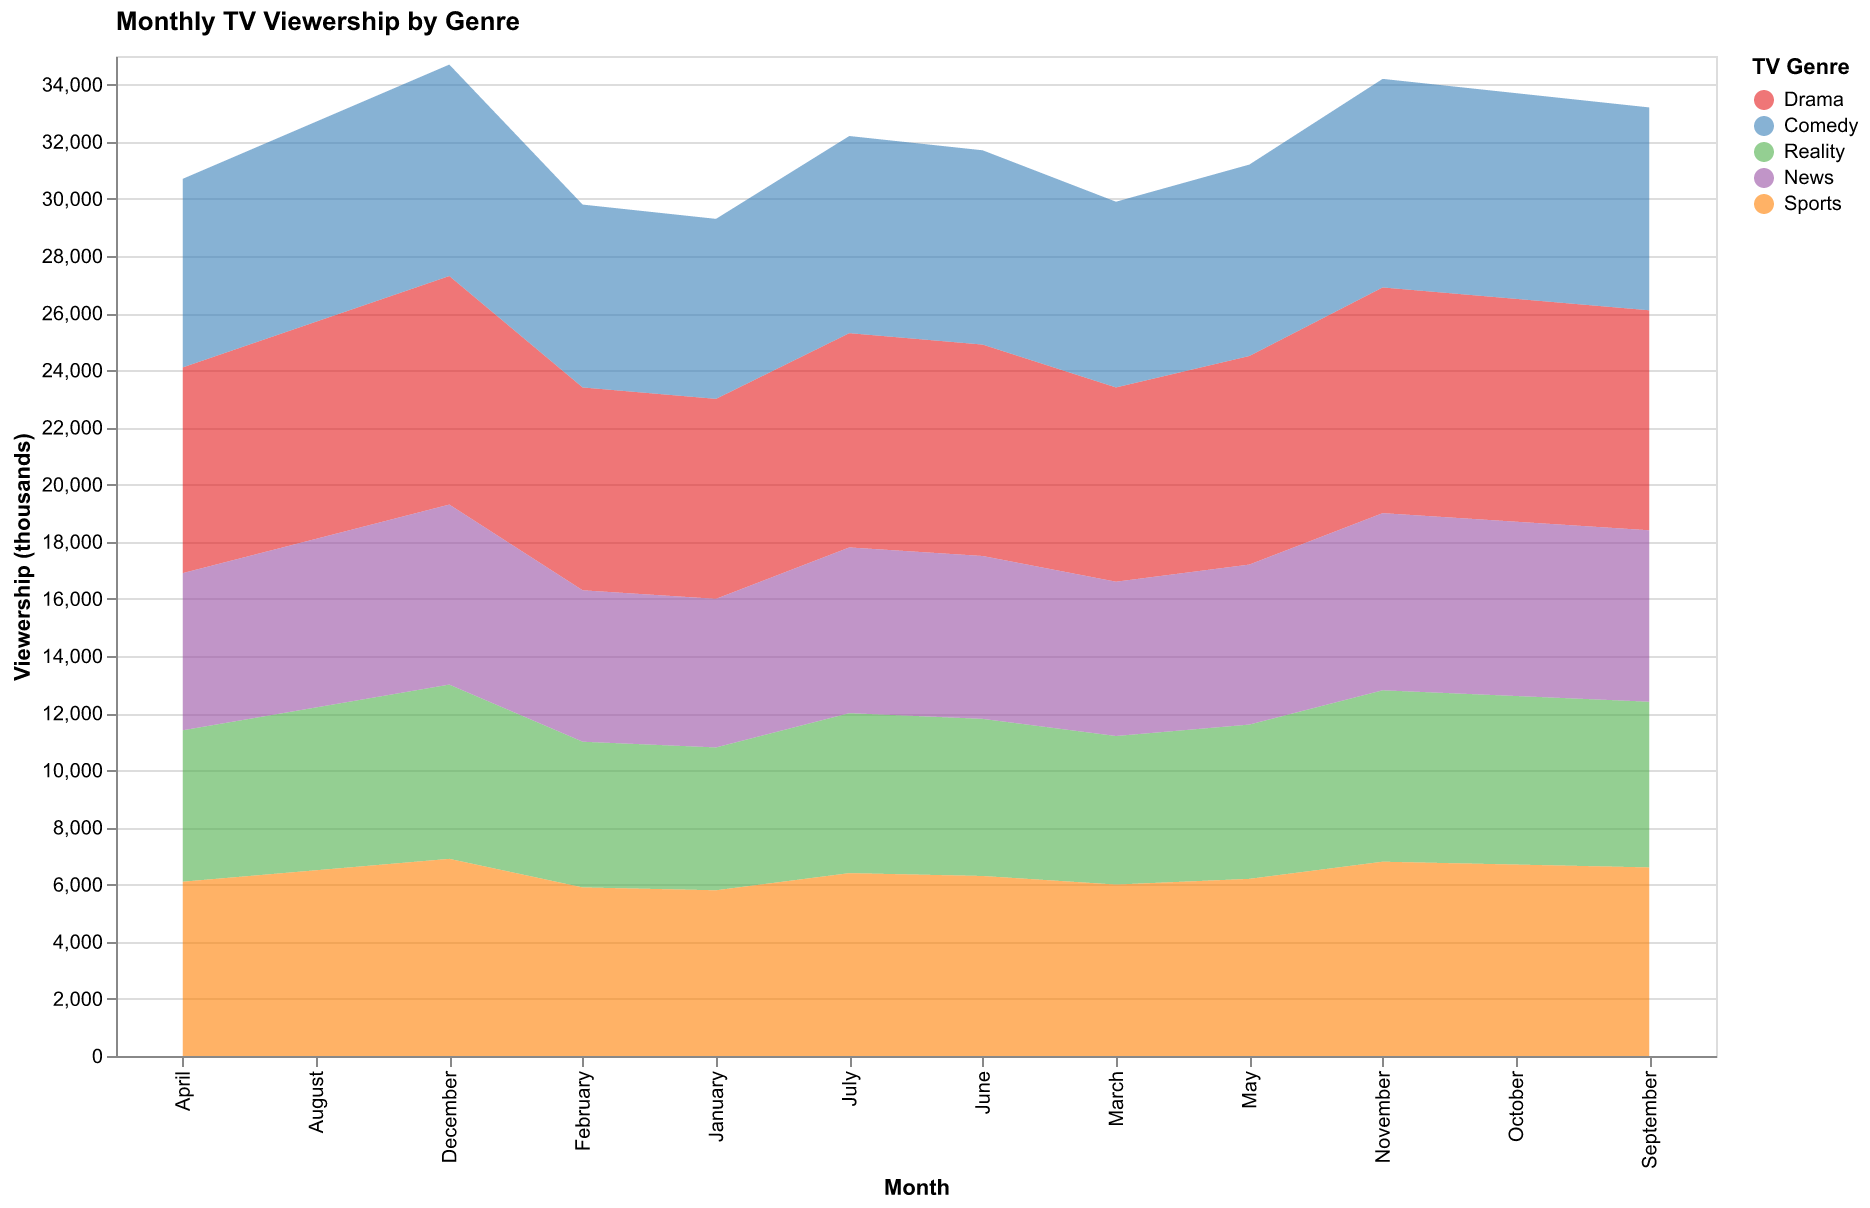 Monthly TV Viewership by Genre
TV Genre
Drama
Comedy
Reality
News
Sports
Viewership (thousands)
34,000
32,000
30,000
28,000
26,000
24,000
22,000
20,000
18,000
16,000
14,000
12,000
10,000
8,000
6,000
4,000
2,000
0
April
August
December
February
January
July
June
March
May
November
October
September
Month